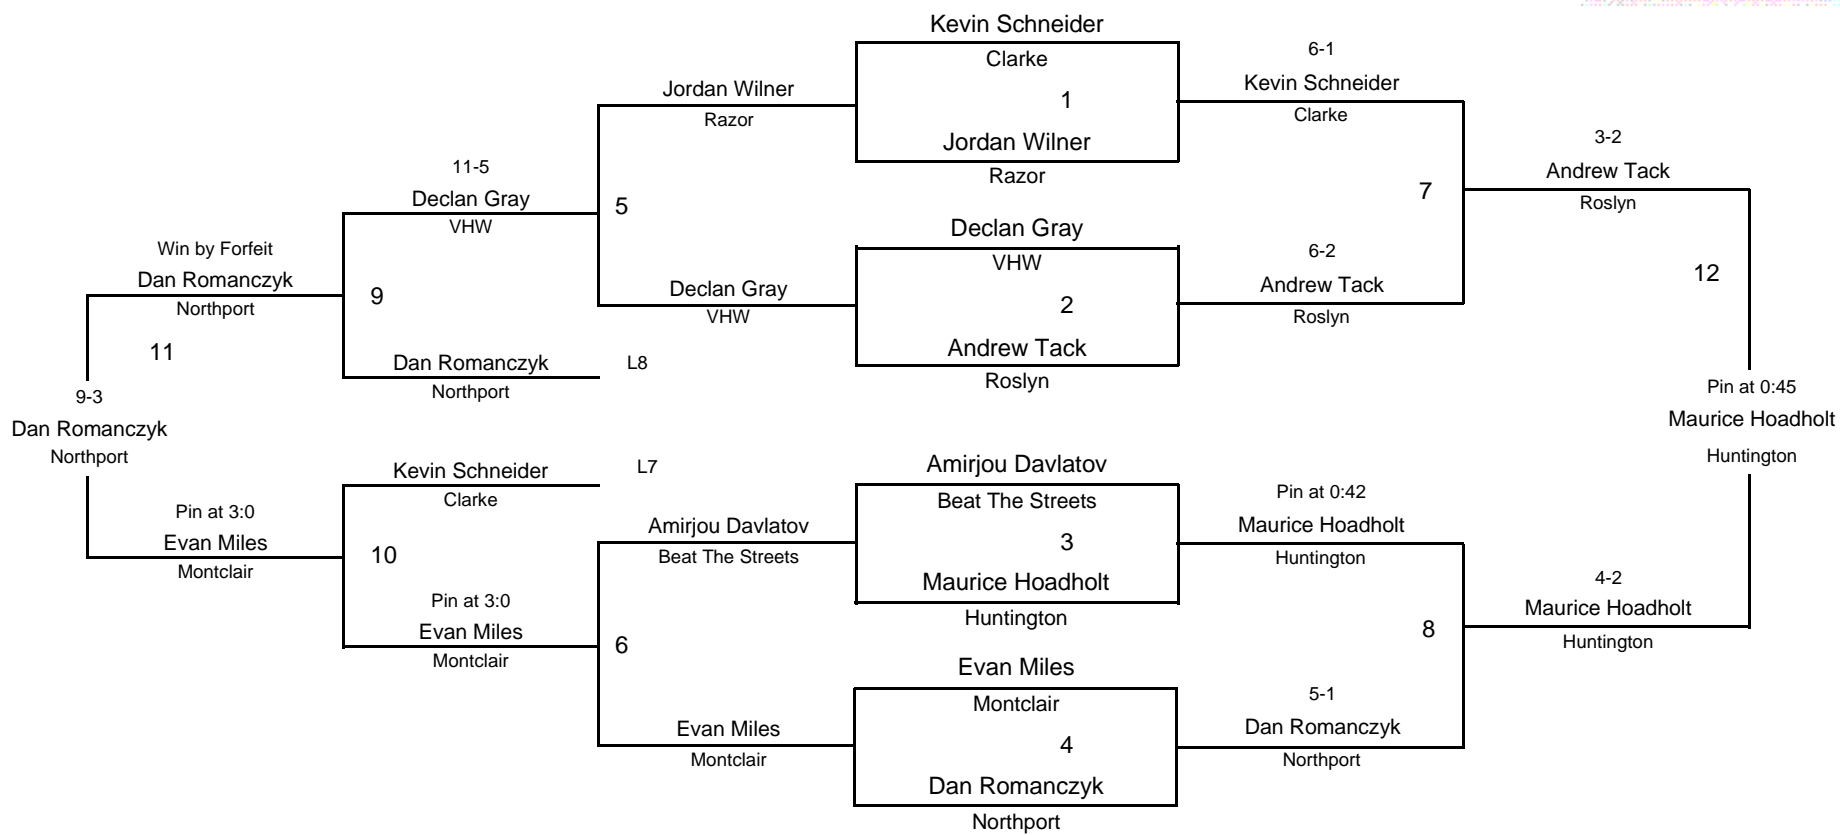 Kevin Schneider
Clarke
1
Jordan Wilner
Razor
6-1
Kevin Schneider
Clarke
Jordan Wilner
Razor
3-2
Andrew Tack
Roslyn
11-5
Declan Gray
VHW
5
7
Declan Gray
VHW
2
Andrew Tack
Roslyn
6-2
Andrew Tack
Roslyn
Win by Forfeit
Dan Romanczyk
Northport
9
Declan Gray
VHW
12
11
Dan Romanczyk
Northport
L8
9-3
Dan Romanczyk
Northport
Pin at 0:45
Maurice Hoadholt
Huntington
Kevin Schneider
Clarke
L7
Amirjou Davlatov
Beat The Streets
3
Maurice Hoadholt
Huntington
Pin at 0:42
Maurice Hoadholt
Huntington
Pin at 3:0
Evan Miles
Montclair
10
Amirjou Davlatov
Beat The Streets
Pin at 3:0
Evan Miles
Montclair
6
8
4-2
Maurice Hoadholt
Huntington
Evan Miles
Montclair
4
Dan Romanczyk
Northport
5-1
Dan Romanczyk
Northport
Evan Miles
Montclair